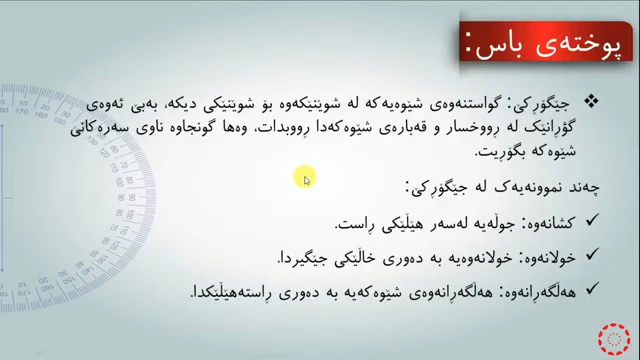 پوختەی باس:
❖ جێگۆڕکێ: گواستنەوەی شێوەیەکە لە شوێنێکەوە بۆ شوێنێکی دیکە، بەبێ ئەوەی
گۆڕانێک لە ڕووخسار و قەبارەی شێوەکەدا ڕووبدات، وەها گونجاوە ناوی سەرەکانی
شێوەکە بگۆڕیت.
چەند نموونەیەک لە جێگۆڕکێ:
✓ کشانەوە: جوڵەیە لەسەر هێڵێکی ڕاست.
✓ خولانەوە: خولانەوەیە بە دەوری خاڵێکی جێگیردا.
✓ هەڵگەڕانەوە: هەڵگەڕانەوەی شێوەکەیە بە دەوری ڕاستەهێڵێکدا.